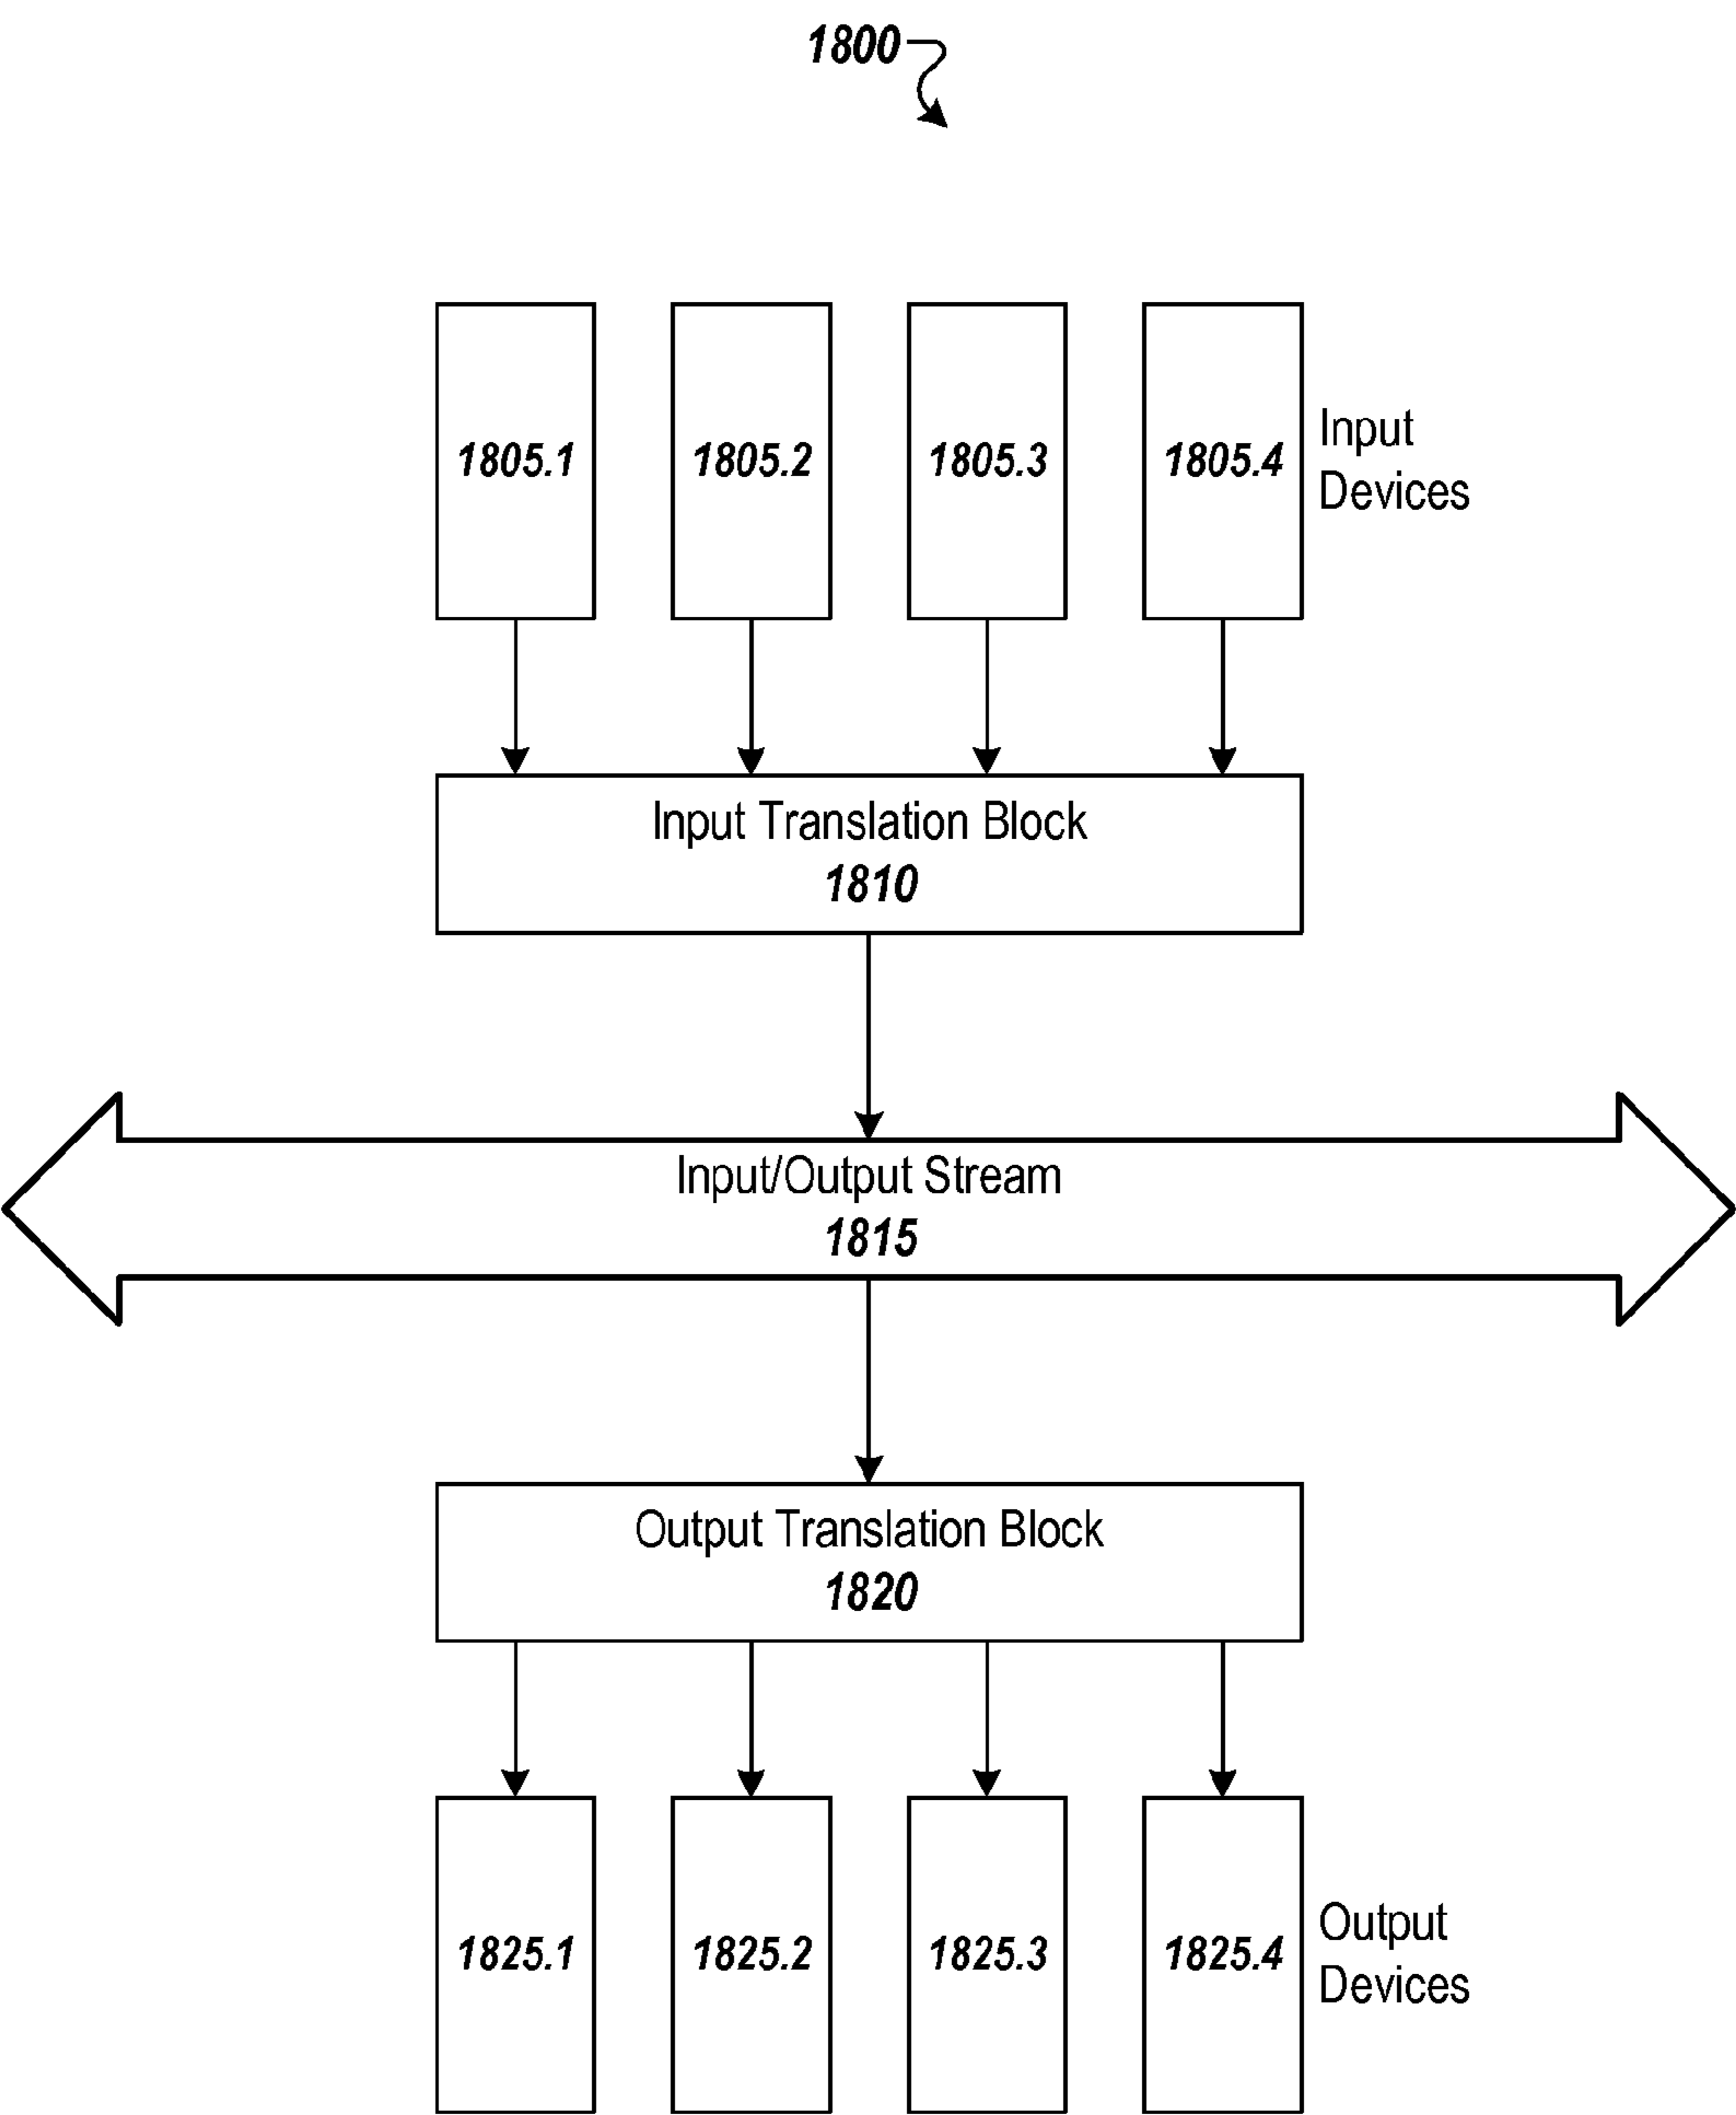 1800
1805.1
1805.2
1805.3
1805.4
Input
Devices
Input Translation Block
1810
Input/Output Stream
1815
Output Translation Block
1820
1825.1
1825.2
1825.3
1825.4
Output
Devices